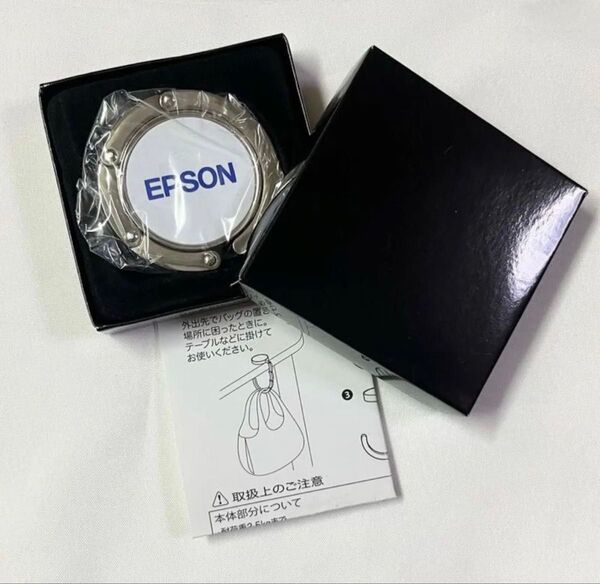 EPSON
外出先でバッグの置き
場所に困ったときに。
テーブルなどに掛けて
お使いください。
3
取扱上のご注意
本体部分について